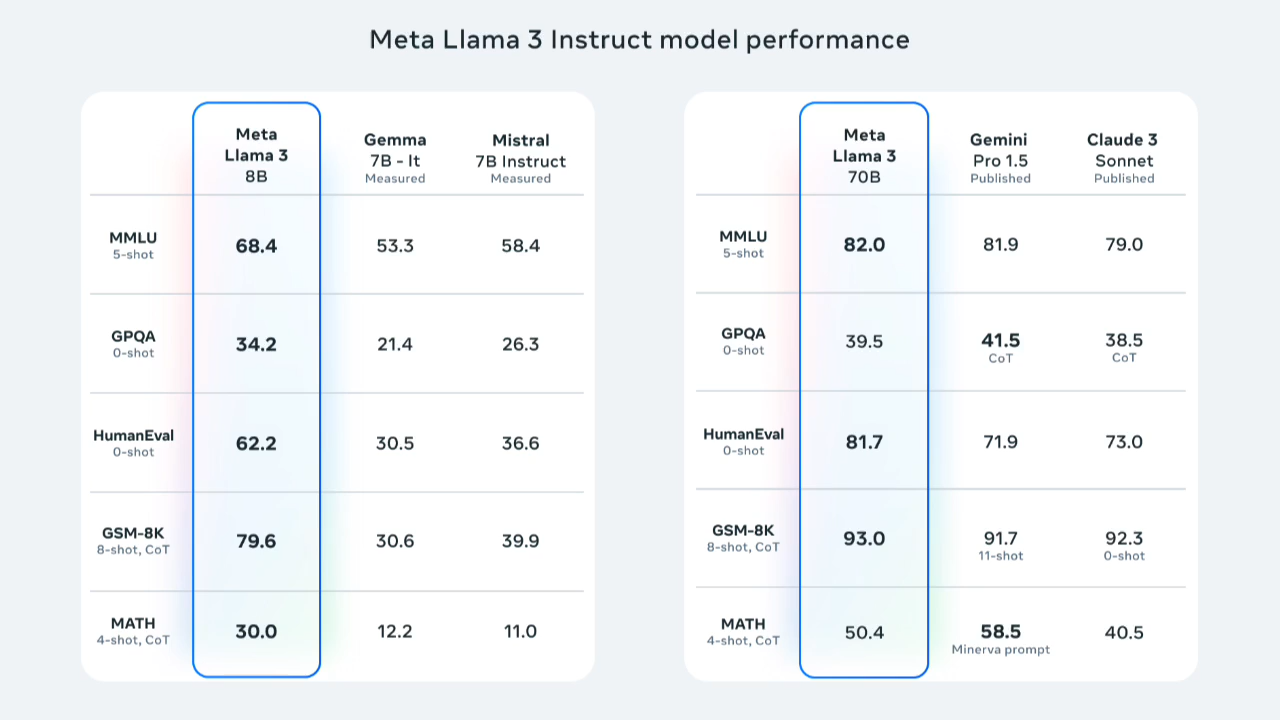 Meta Llama 3 Instruct model performance
Meta
Llama 3
8B
Gemma
7B - It
Measured
Mistral
7B Instruct
Measured
MMLU
5-shot
68.4
53.3
58.4
GPQA
0-shot
34.2
21.4
26.3
HumanEval
0-shot
62.2
30.5
36.6
GSM-8K
8-shot, CoT
79.6
30.6
39.9
MATH
4-shot, CoT
30.0
12.2
11.0
Meta
Llama 3
70B
Gemini
Pro 1.5
Published
Claude 3
Sonnet
Published
MMLU
5-shot
82.0
81.9
79.0
GPQA
0-shot
39.5
41.5
CoT
38.5
CoT
HumanEval
0-shot
81.7
71.9
73.0
GSM-8K
8-shot, CoT
93.0
91.7
11-shot
92.3
0-shot
MATH
4-shot, CoT
50.4
58.5
Minerva prompt
40.5